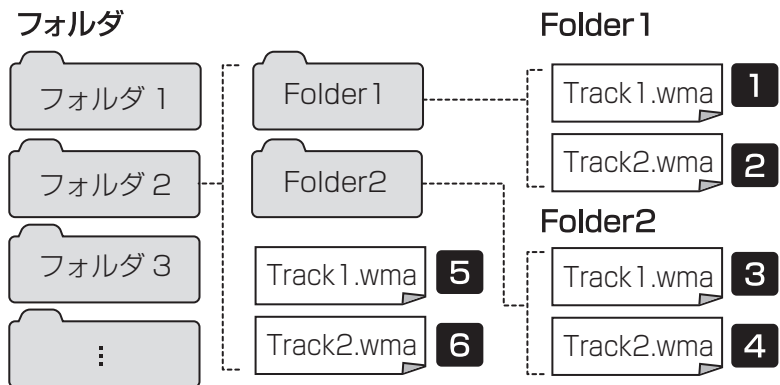 フォルダ
フォルダ 1
フォルダ 2
フォルダ 3
⋮
Folder1
Folder2
Track1.wma 5
Track2.wma 6
Folder1
Track1.wma 1
Track2.wma 2
Folder2
Track1.wma 3
Track2.wma 4